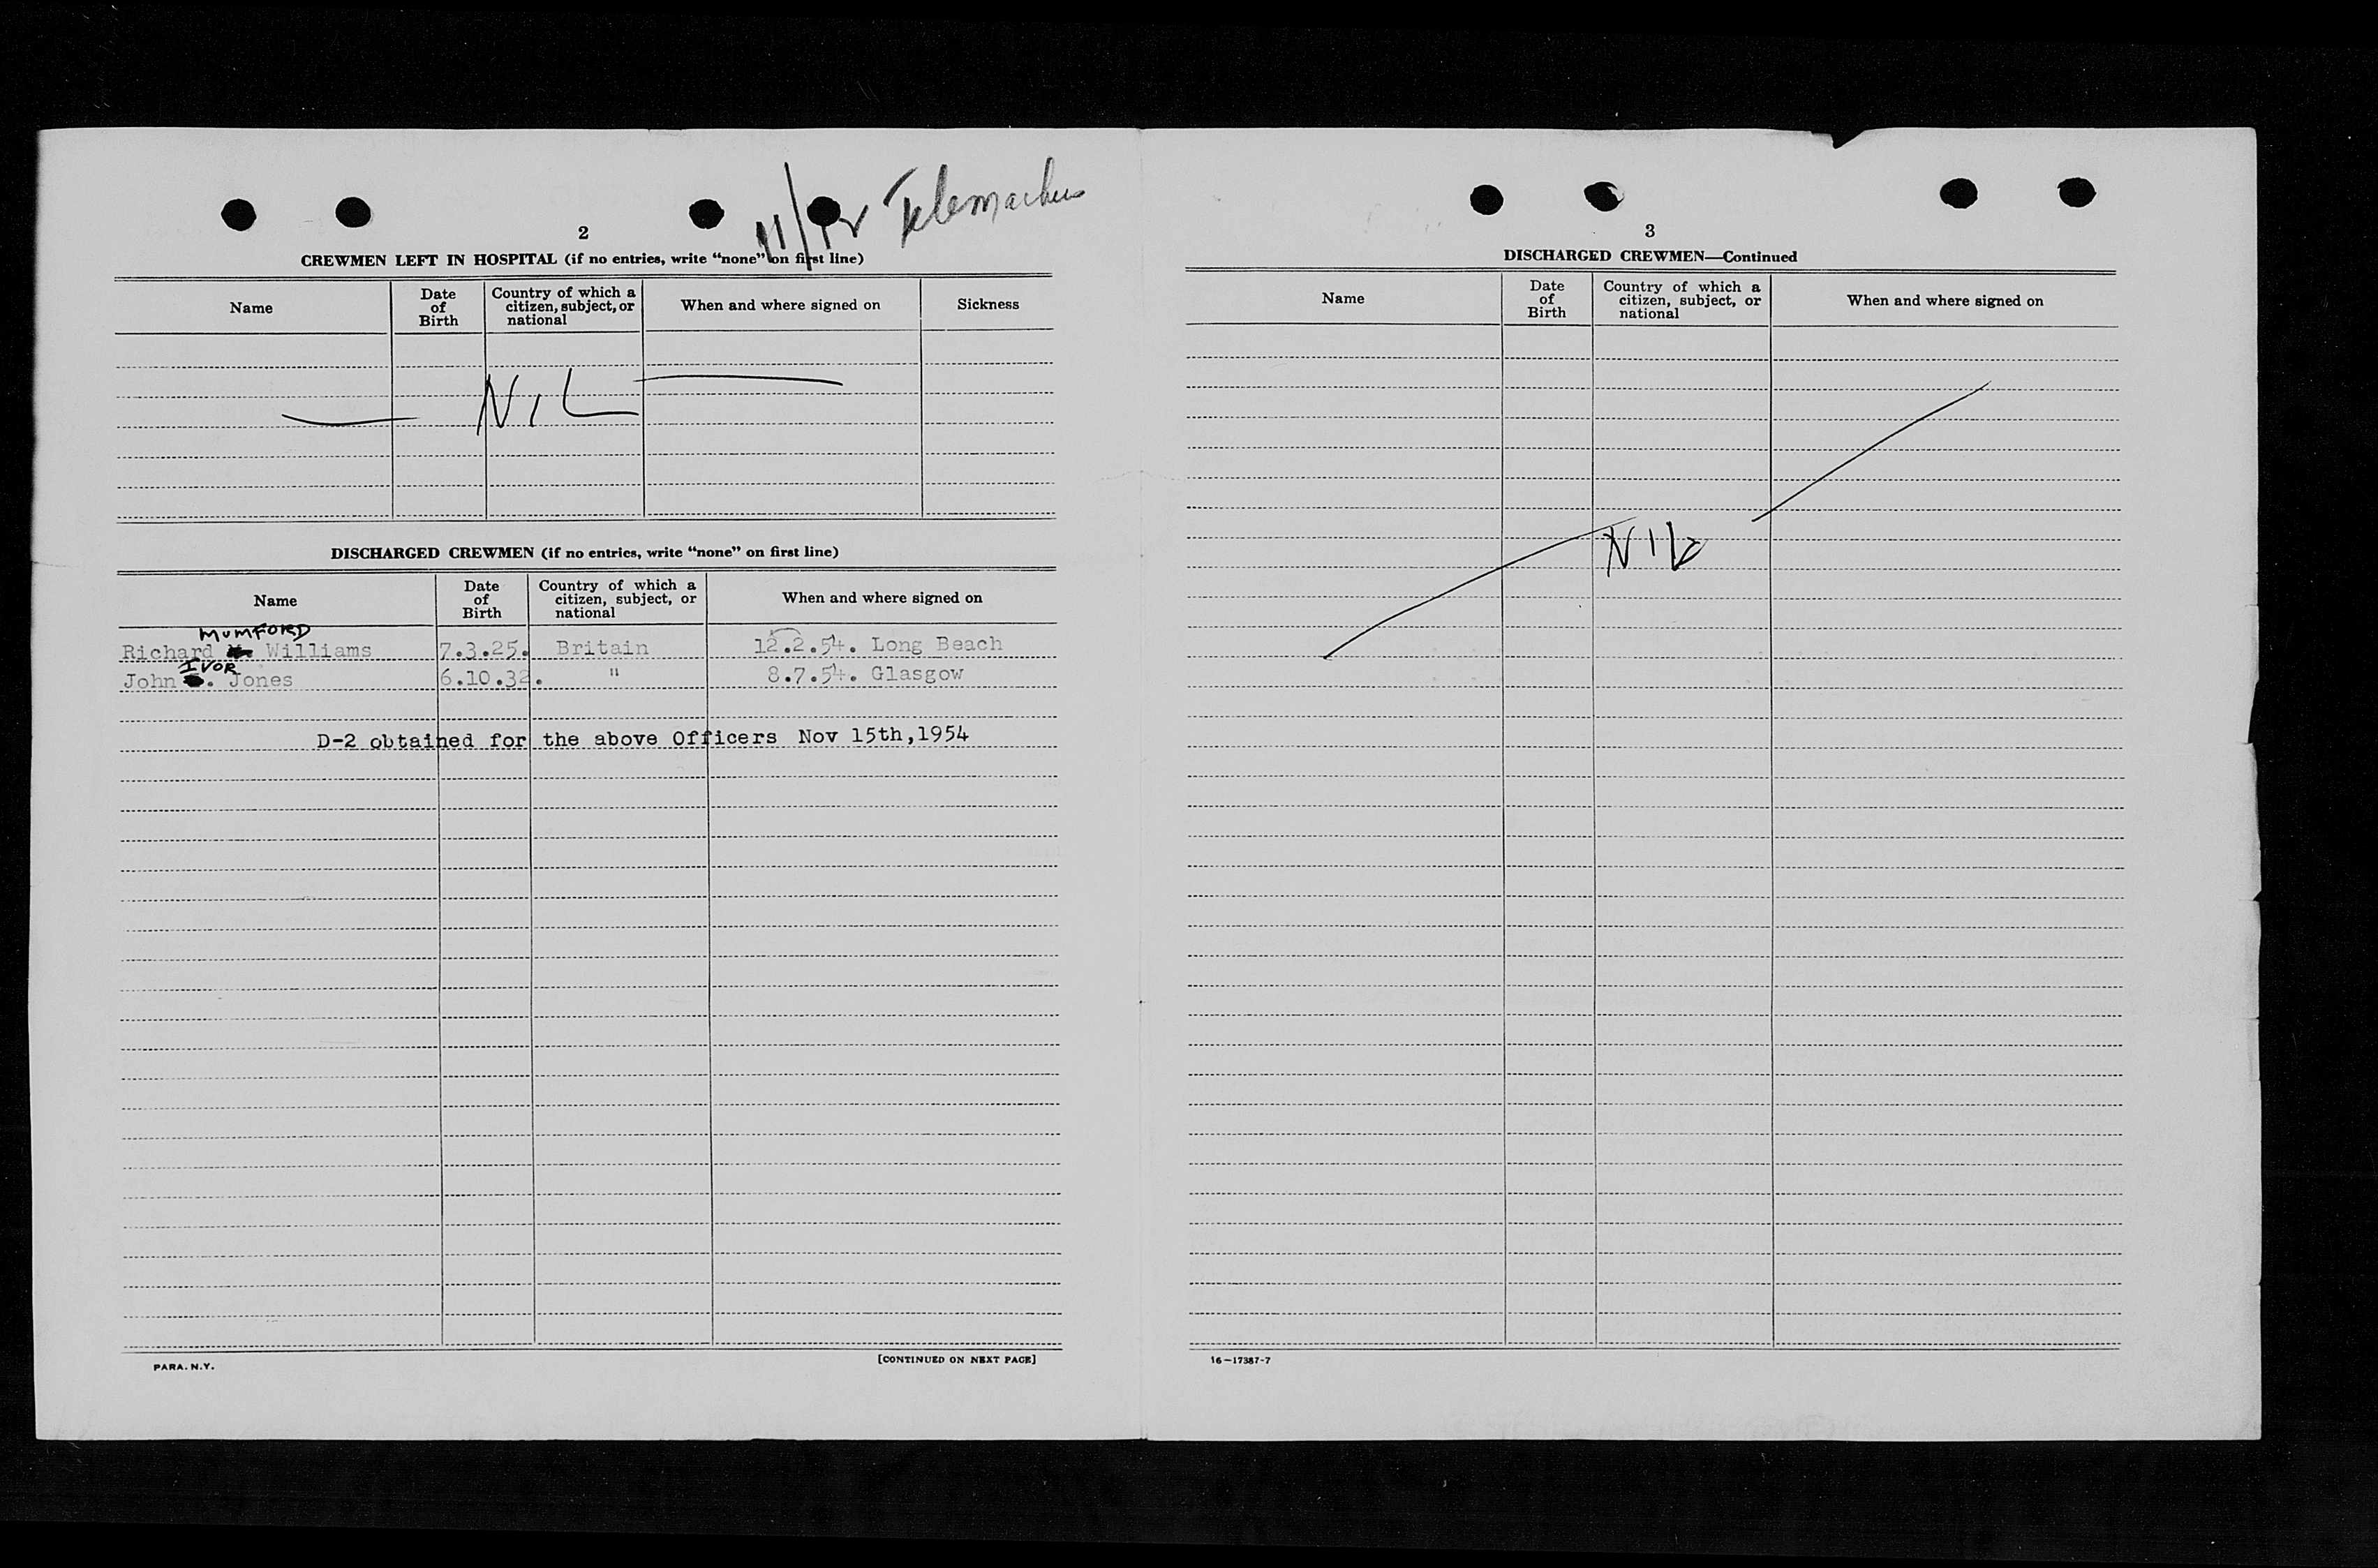 11/12 Telemachus
2
CREWMEN LEFT IN HOSPITAL (if no entries, write “none” on first line)
Name
Date of Birth
Country of which a citizen, subject, or national
When and where signed on
Sickness
NIL
DISCHARGED CREWMEN (if no entries, write “none” on first line)
Name
Date of Birth
Country of which a citizen, subject, or national
When and where signed on
MUMFORD
Richard Williams 7.3.25. Britain 12.2.54. Long Beach
IVOR
John . Jones 6.10.32. " 8.7.54. Glasgow
D-2 obtained for the above Officers Nov 15th,1954
PARA. N.Y.
[CONTINUED ON NEXT PAGE]
3
DISCHARGED CREWMEN—Continued
Name
Date of Birth
Country of which a citizen, subject, or national
When and where signed on
NIL
16—17387-7